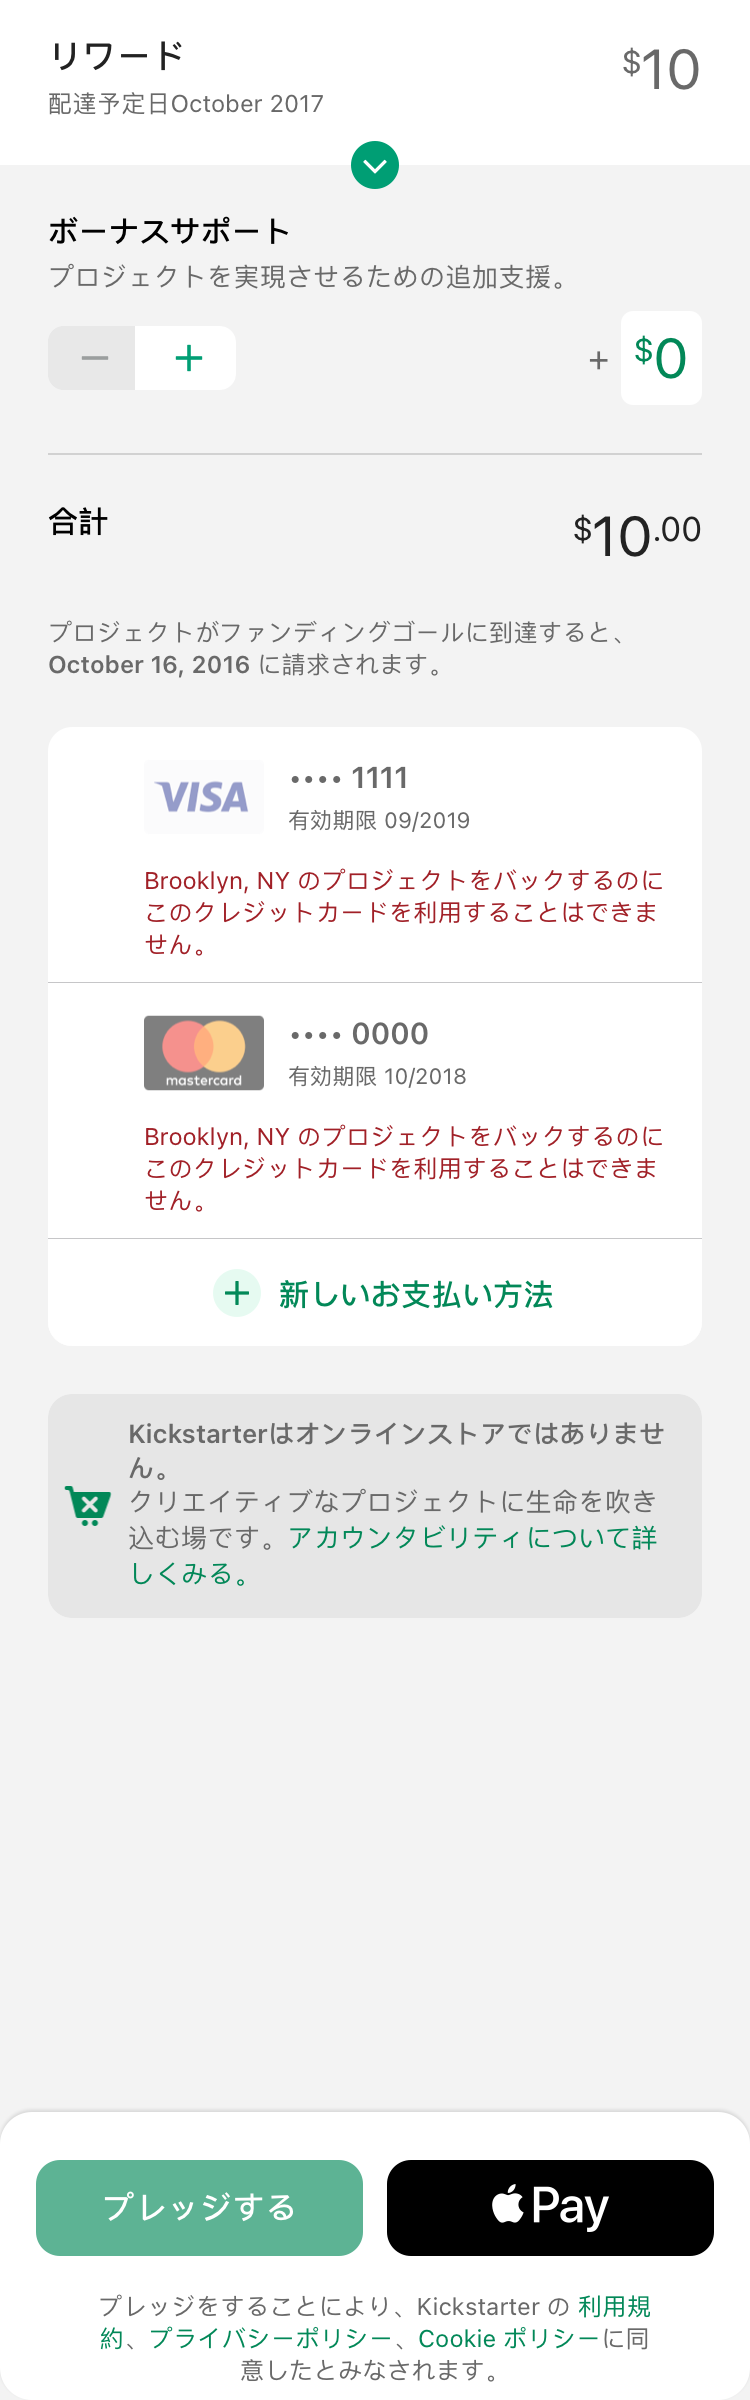 リワード
$10
配達予定日October 2017
ボーナスサポート
プロジェクトを実現させるための追加支援。
+ $0
合計
$10.00
プロジェクトがファンディングゴールに到達すると、
October 16, 2016 に請求されます。
VISA
•••• 1111
有効期限 09/2019
Brooklyn, NY のプロジェクトをバックするのに
このクレジットカードを利用することはできま
せん。
mastercard
•••• 0000
有効期限 10/2018
Brooklyn, NY のプロジェクトをバックするのに
このクレジットカードを利用することはできま
せん。
新しいお支払い方法
Kickstarterはオンラインストアではありませ
ん。
クリエイティブなプロジェクトに生命を吹き
込む場です。アカウンタビリティについて詳
しくみる。
プレッジする
Pay
プレッジをすることにより、Kickstarter の 利用規
約、プライバシーポリシー、Cookie ポリシーに同
意したとみなされます。